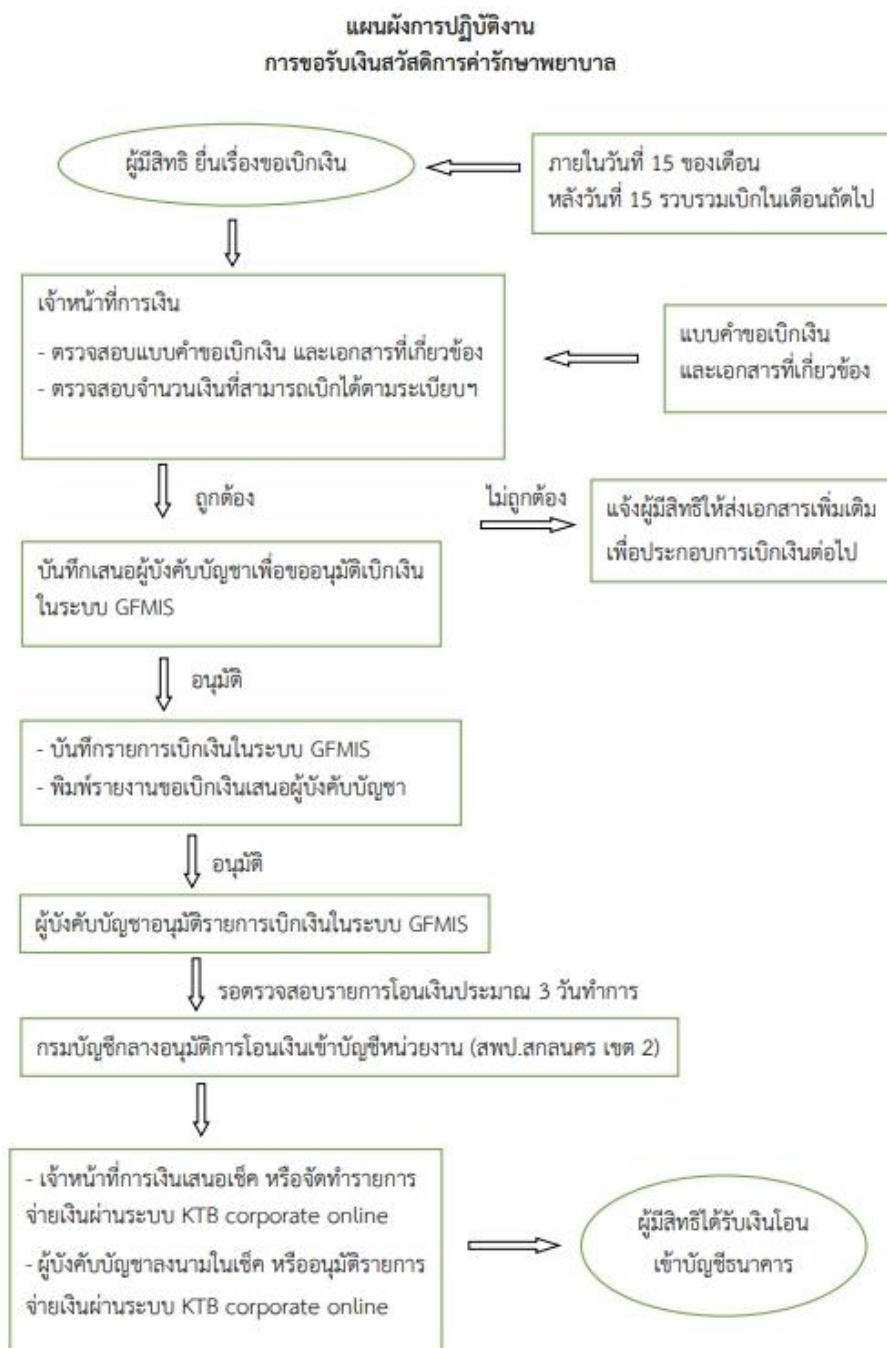 แผนผังการปฏิบัติงาน
การขอรับเงินสวัสดิการค่ารักษาพยาบาล
ผู้มีสิทธิ ยื่นเรื่องขอเบิกเงิน
ภายในวันที่ 15 ของเดือน
หลังวันที่ 15 รวบรวมเบิกในเดือนถัดไป
เจ้าหน้าที่การเงิน
- ตรวจสอบแบบคำขอเบิกเงิน และเอกสารที่เกี่ยวข้อง
- ตรวจสอบจำนวนเงินที่สามารถเบิกได้ตามระเบียบฯ
แบบคำขอเบิกเงิน
และเอกสารที่เกี่ยวข้อง
ถูกต้อง
ไม่ถูกต้อง
แจ้งผู้มีสิทธิให้ส่งเอกสารเพิ่มเติม
เพื่อประกอบการเบิกเงินต่อไป
บันทึกเสนอผู้บังคับบัญชาเพื่อขออนุมัติเบิกเงิน
ในระบบ GFMIS
อนุมัติ
- บันทึกรายการเบิกเงินในระบบ GFMIS
- พิมพ์รายงานขอเบิกเงินเสนอผู้บังคับบัญชา
อนุมัติ
ผู้บังคับบัญชาอนุมัติรายการเบิกเงินในระบบ GFMIS
รอตรวจสอบรายการโอนเงินประมาณ 3 วันทำการ
กรมบัญชีกลางอนุมัติการโอนเงินเข้าบัญชีหน่วยงาน (สพป.สกลนคร เขต 2)
- เจ้าหน้าที่การเงินเสนอเช็ค หรือจัดทำรายการ
จ่ายเงินผ่านระบบ KTB corporate online
- ผู้บังคับบัญชาลงนามในเช็ค หรืออนุมัติรายการ
จ่ายเงินผ่านระบบ KTB corporate online
ผู้มีสิทธิได้รับเงินโอน
เข้าบัญชีธนาคาร